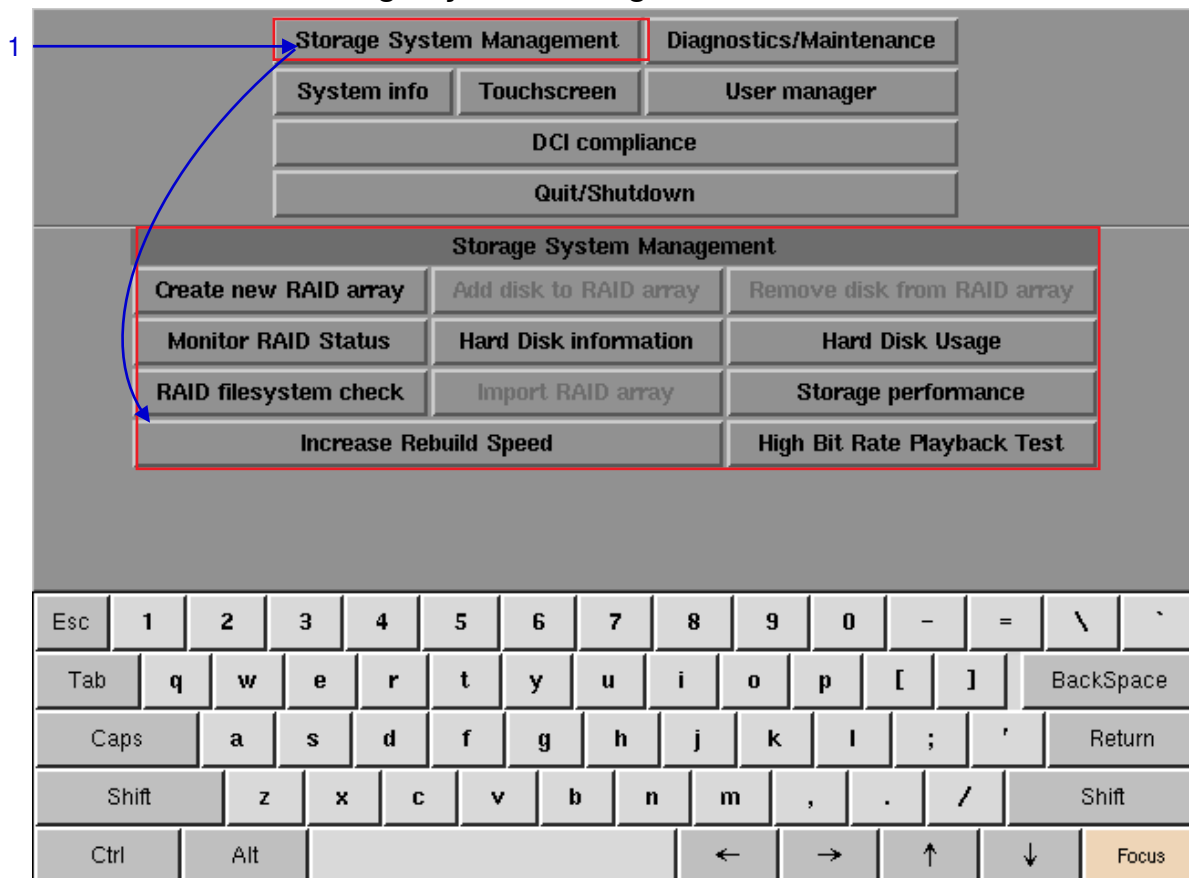 1
Storage System Management Diagnostics/Maintenance
System info Touchscreen User manager
DCI compliance
Quit/Shutdown
Storage System Management
Create new RAID array Add disk to RAID array Remove disk from RAID array
Monitor RAID Status Hard Disk information Hard Disk Usage
RAID filesystem check Import RAID array Storage performance
Increase Rebuild Speed High Bit Rate Playback Test
Esc 1 2 3 4 5 6 7 8 9 0 - = \ `
Tab q w e r t y u i o p [ ] BackSpace
Caps a s d f g h j k l ; ' Return
Shift z x c v b n m , . / Shift
Ctrl Alt ← → ↑ ↓ Focus